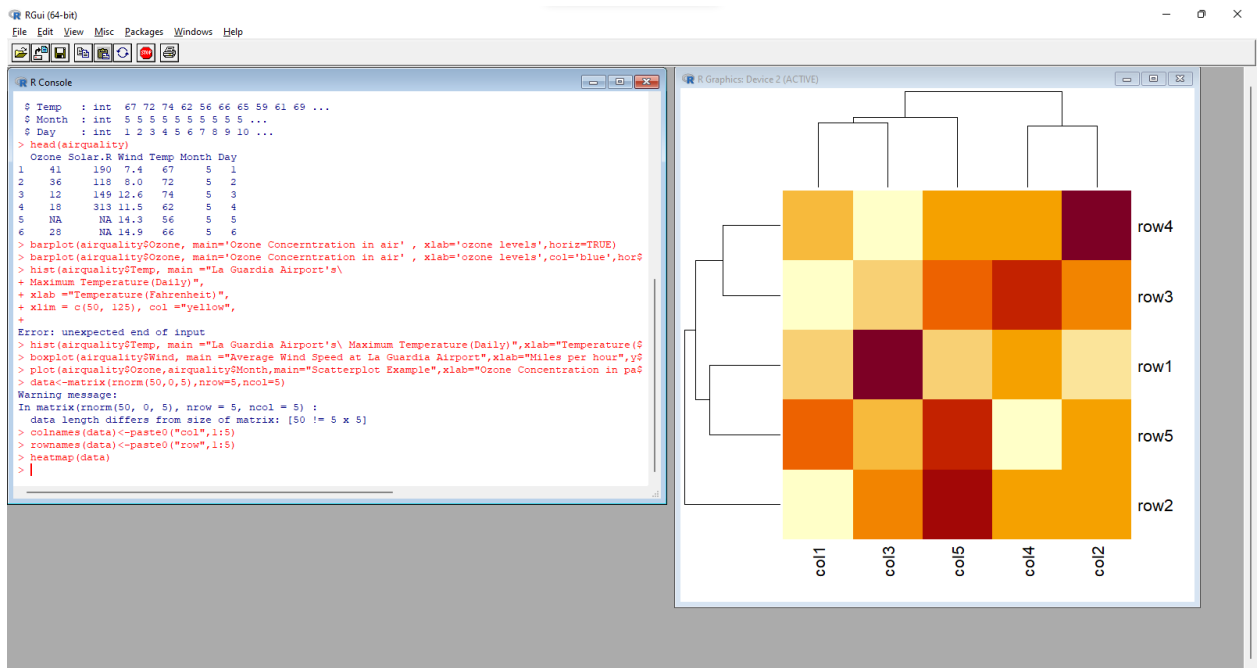 RGui (64-bit)
File Edit View Misc Packages Windows Help
STOP
R Console
$ Temp   : int  67 72 74 62 56 66 65 59 61 69 ...
$ Month  : int  5 5 5 5 5 5 5 5 5 5 ...
$ Day    : int  1 2 3 4 5 6 7 8 9 10 ...
> head(airquality)
  Ozone Solar.R Wind Temp Month Day
1    41     190  7.4   67     5   1
2    36     118  8.0   72     5   2
3    12     149 12.6   74     5   3
4    18     313 11.5   62     5   4
5    NA      NA 14.3   56     5   5
6    28      NA 14.9   66     5   6
> barplot(airquality$Ozone, main='Ozone Concerntration in air' , xlab='ozone levels',horiz=TRUE)
> barplot(airquality$Ozone, main='Ozone Concerntration in air' , xlab='ozone levels',col='blue',hor$
> hist(airquality$Temp, main ="La Guardia Airport's\
+ Maximum Temperature(Daily)",
+ xlab ="Temperature(Fahrenheit)",
+ xlim = c(50, 125), col ="yellow",
+
Error: unexpected end of input
> hist(airquality$Temp, main ="La Guardia Airport's\ Maximum Temperature(Daily)",xlab="Temperature($
> boxplot(airquality$Wind, main ="Average Wind Speed at La Guardia Airport",xlab="Miles per hour",y$
> plot(airquality$Ozone,airquality$Month,main="Scatterplot Example",xlab="Ozone Concentration in pa$
> data<-matrix(rnorm(50,0,5),nrow=5,ncol=5)
Warning message:
In matrix(rnorm(50, 0, 5), nrow = 5, ncol = 5) :
  data length differs from size of matrix: [50 != 5 x 5]
> colnames(data)<-paste0("col",1:5)
> rownames(data)<-paste0("row",1:5)
> heatmap(data)
>
R Graphics: Device 2 (ACTIVE)
row4
row3
row1
row5
row2
col1 col3 col5 col4 col2